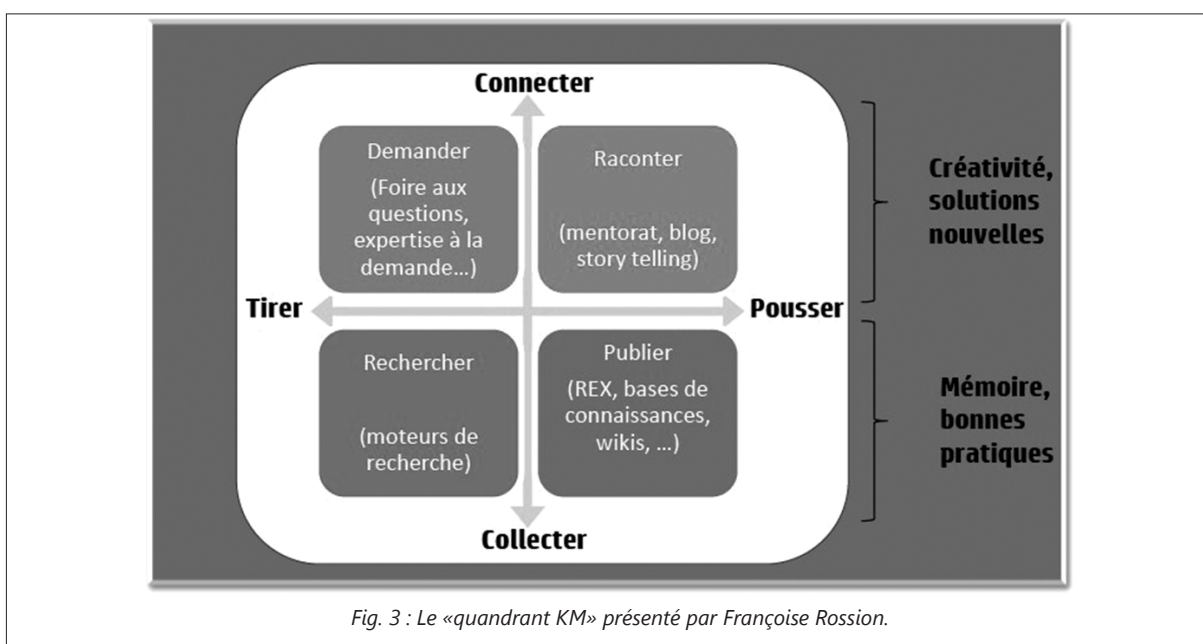 Connecter
Demander
(Foire aux
questions,
expertise à la
demande...)
Raconter
(mentorat, blog,
story telling)
Créativité,
solutions
nouvelles
Tirer
Pousser
Rechercher
(moteurs de
recherche)
Publier
(REX, bases de
connaissances,
wikis, ...)
Mémoire,
bonnes
pratiques
Collecter
Fig. 3 : Le «quandrant KM» présenté par Françoise Rossion.